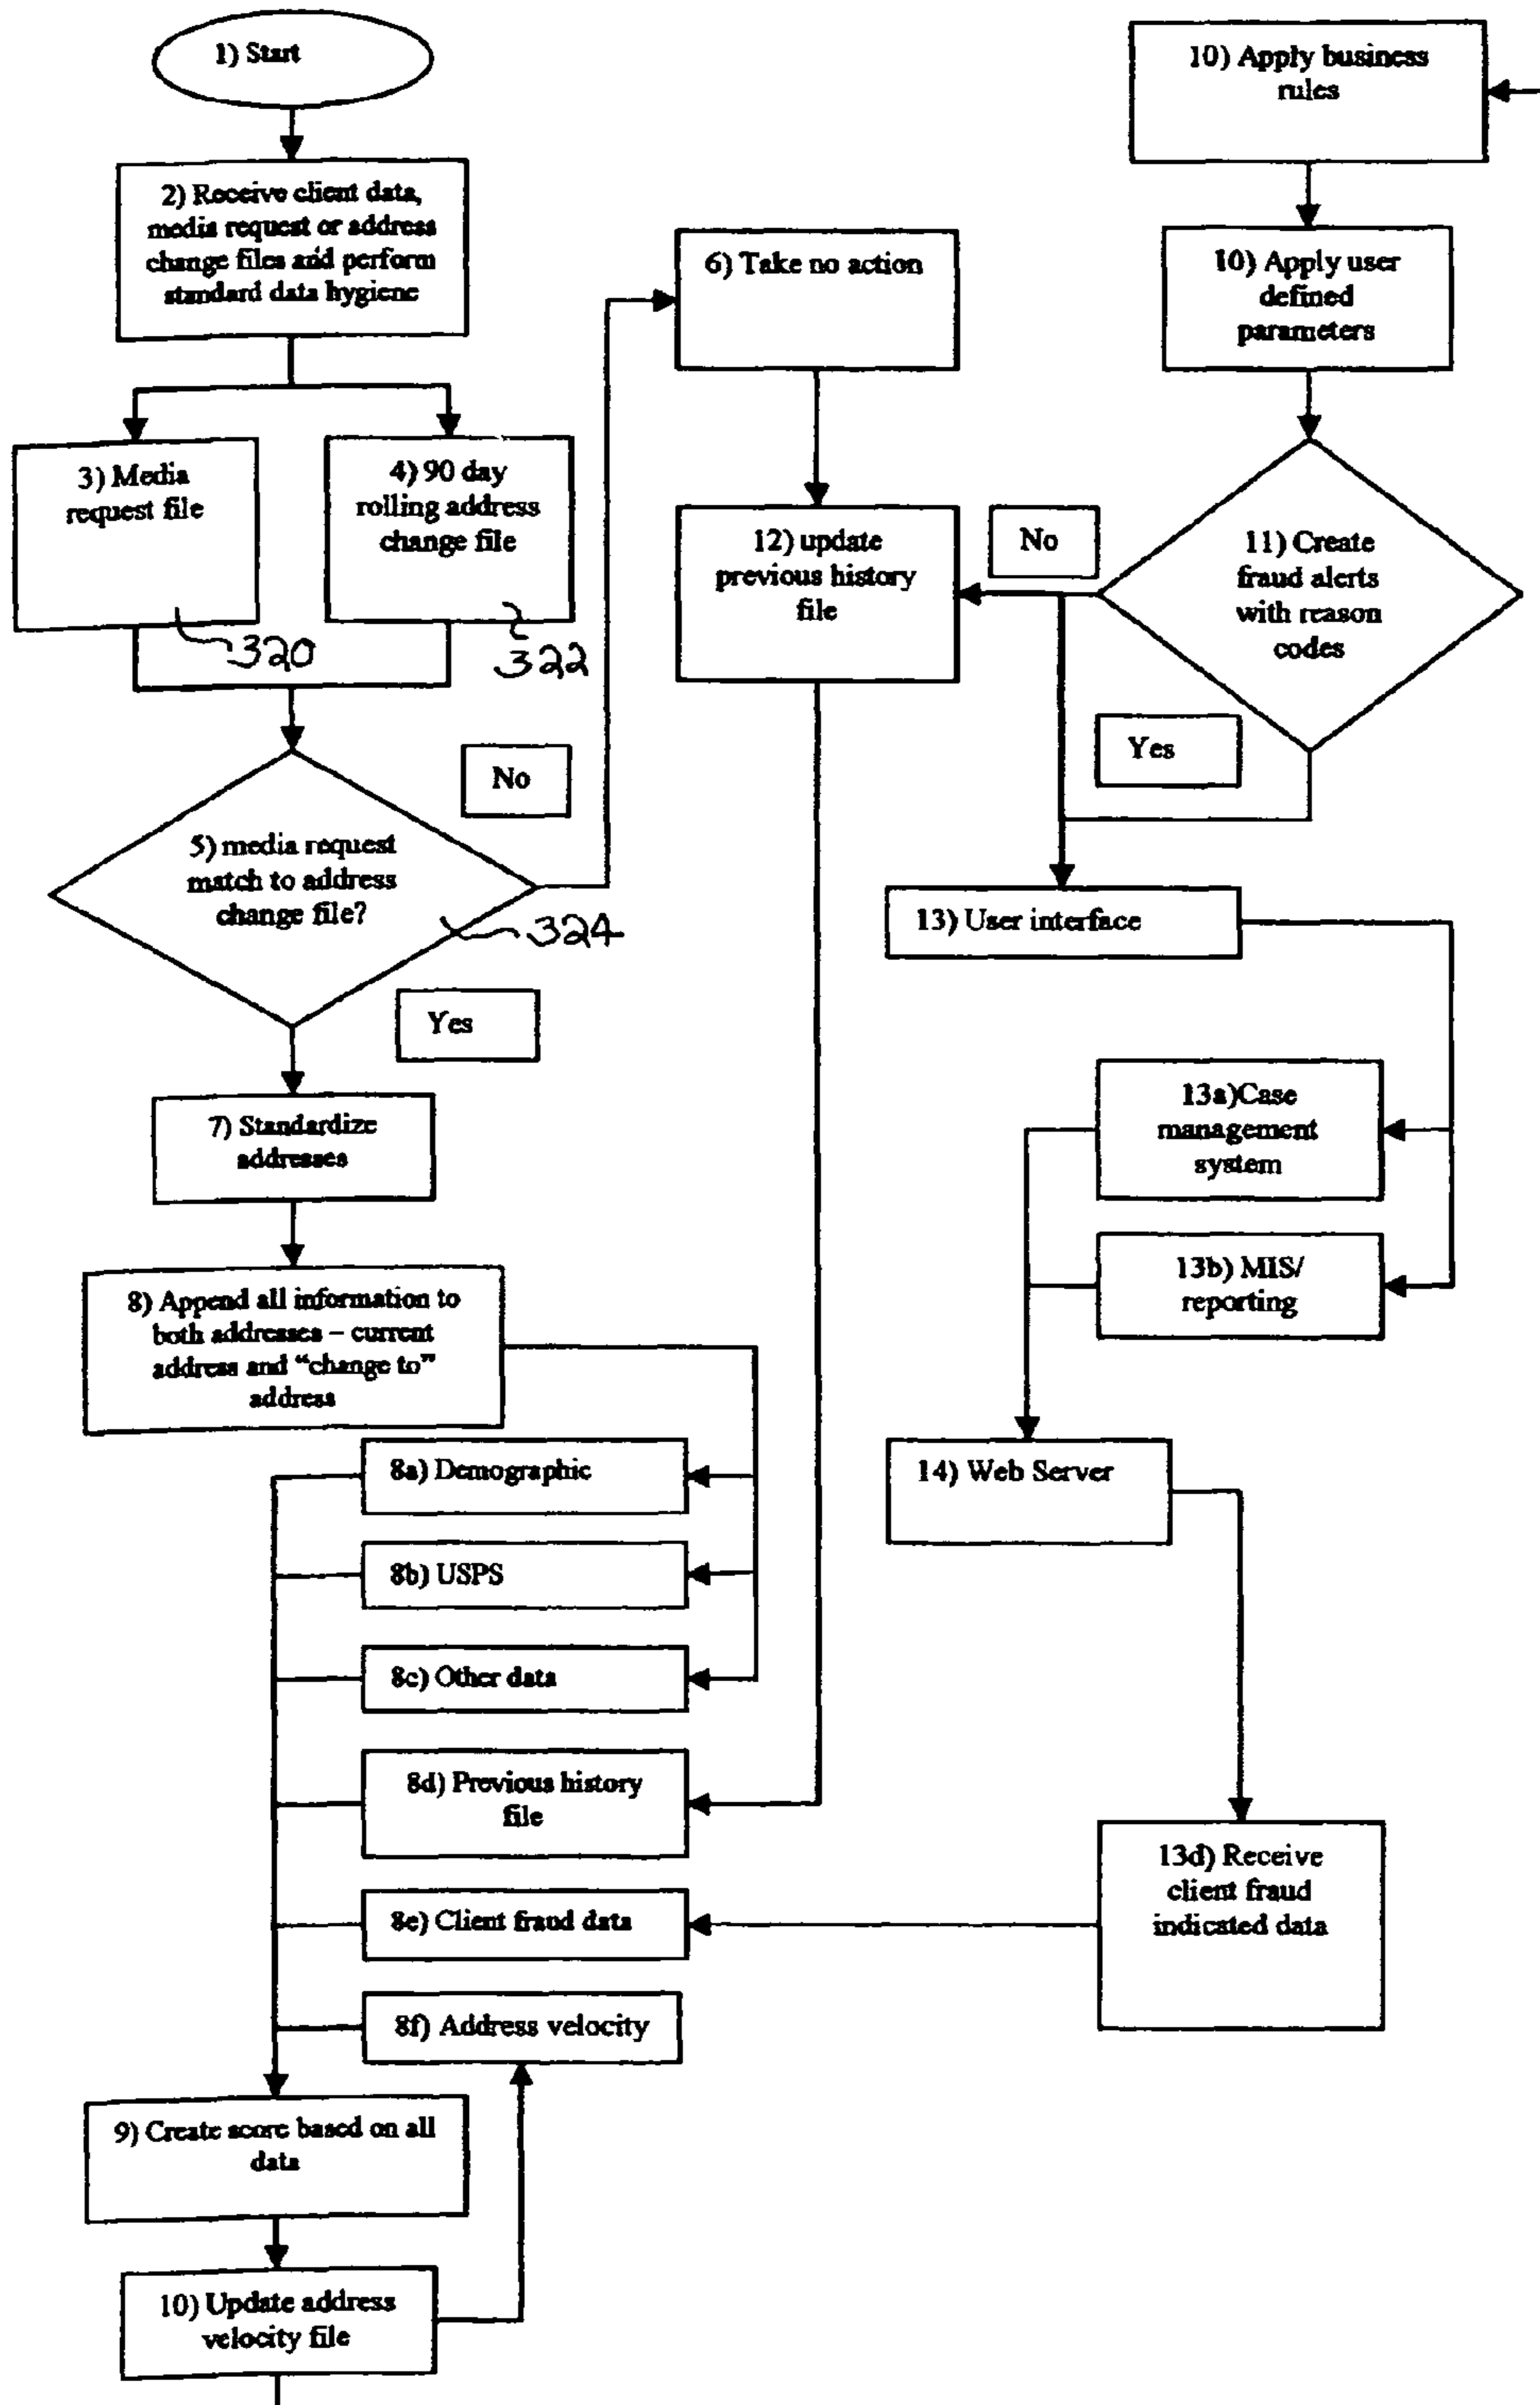 1) Start
2) Receive client data,
media request or address
change files and perform
standard data hygiene
3) Media
request file
320
4) 90 day
rolling address
change file
322
5) media request
match to address
change file?
324
No
Yes
6) Take no action
7) Standardize
addresses
8) Append all information to
both addresses – current
address and “change to”
address
8a) Demographic
8b) USPS
8c) Other data
8d) Previous history
file
8e) Client fraud data
8f) Address velocity
9) Create score based on all
data
10) Update address
velocity file
10) Apply business
rules
10) Apply user
defined
parameters
11) Create
fraud alerts
with reason
codes
No
Yes
12) update
previous history
file
13) User interface
13a)Case
management
system
13b) MIS/
reporting
14) Web Server
13d) Receive
client fraud
indicated data